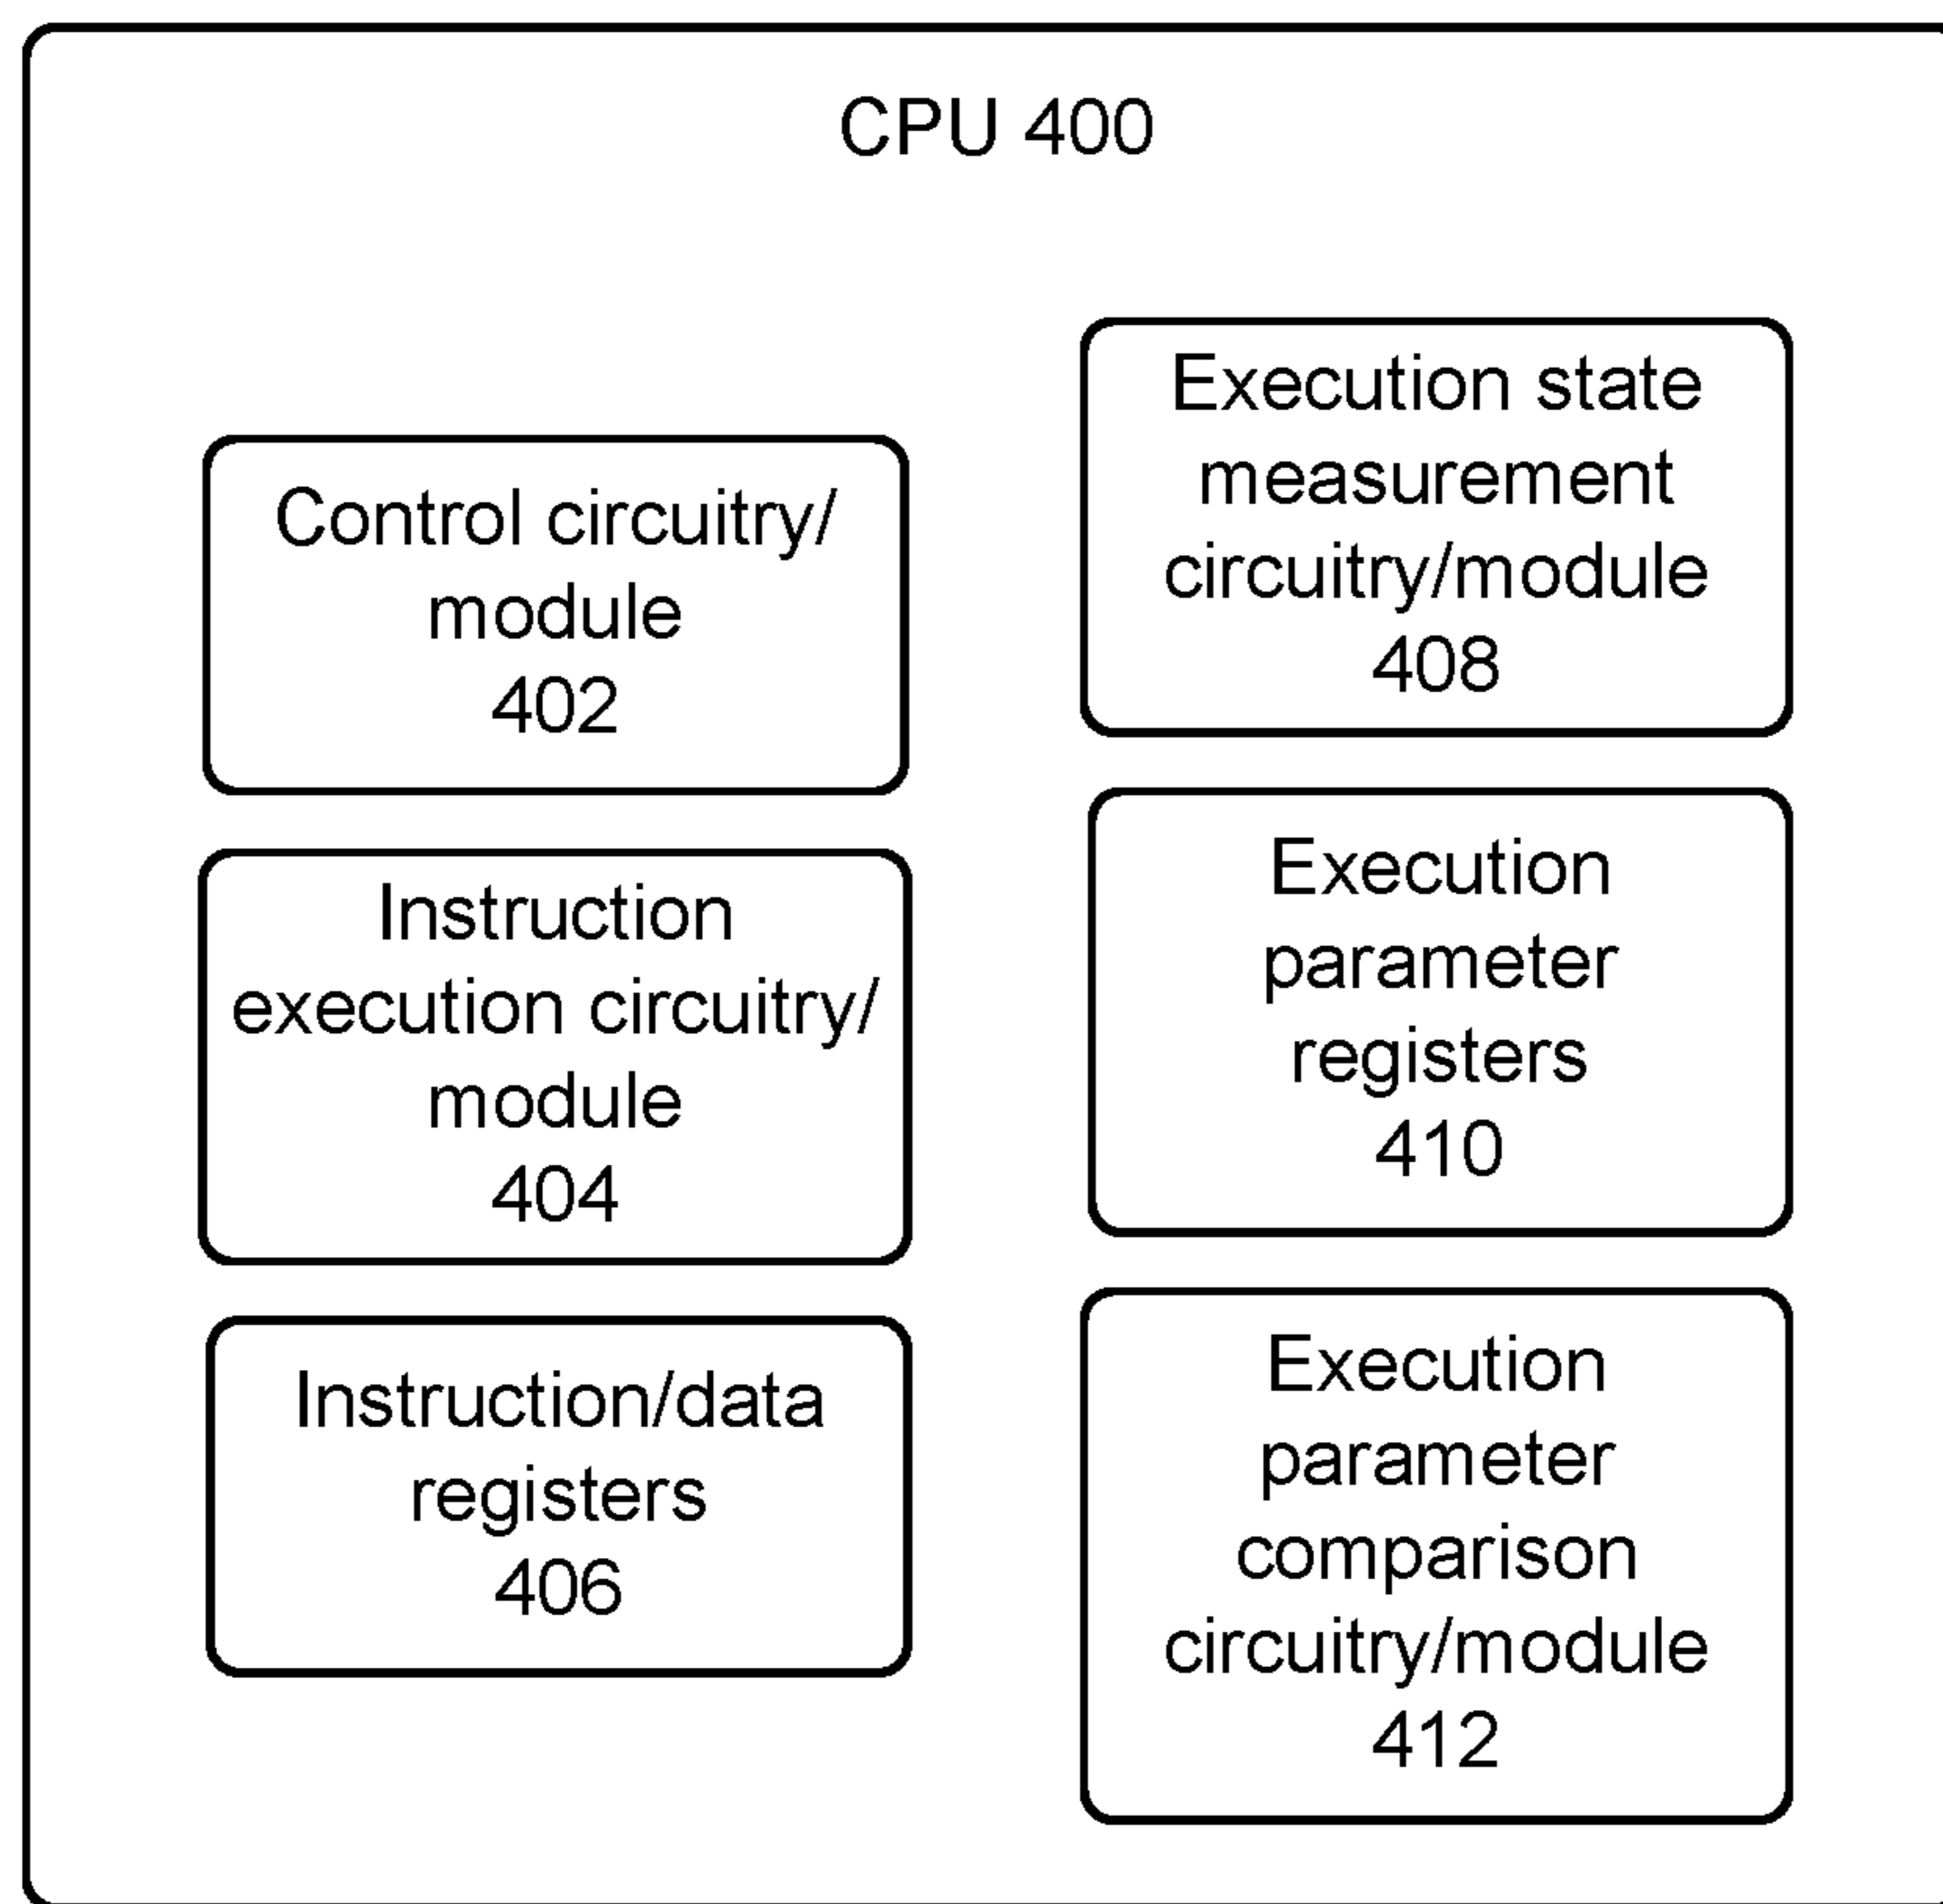 CPU 400
Control circuitry/
module
402
Instruction
execution circuitry/
module
404
Instruction/data
registers
406
Execution state
measurement
circuitry/module
408
Execution
parameter
registers
410
Execution
parameter
comparison
circuitry/module
412